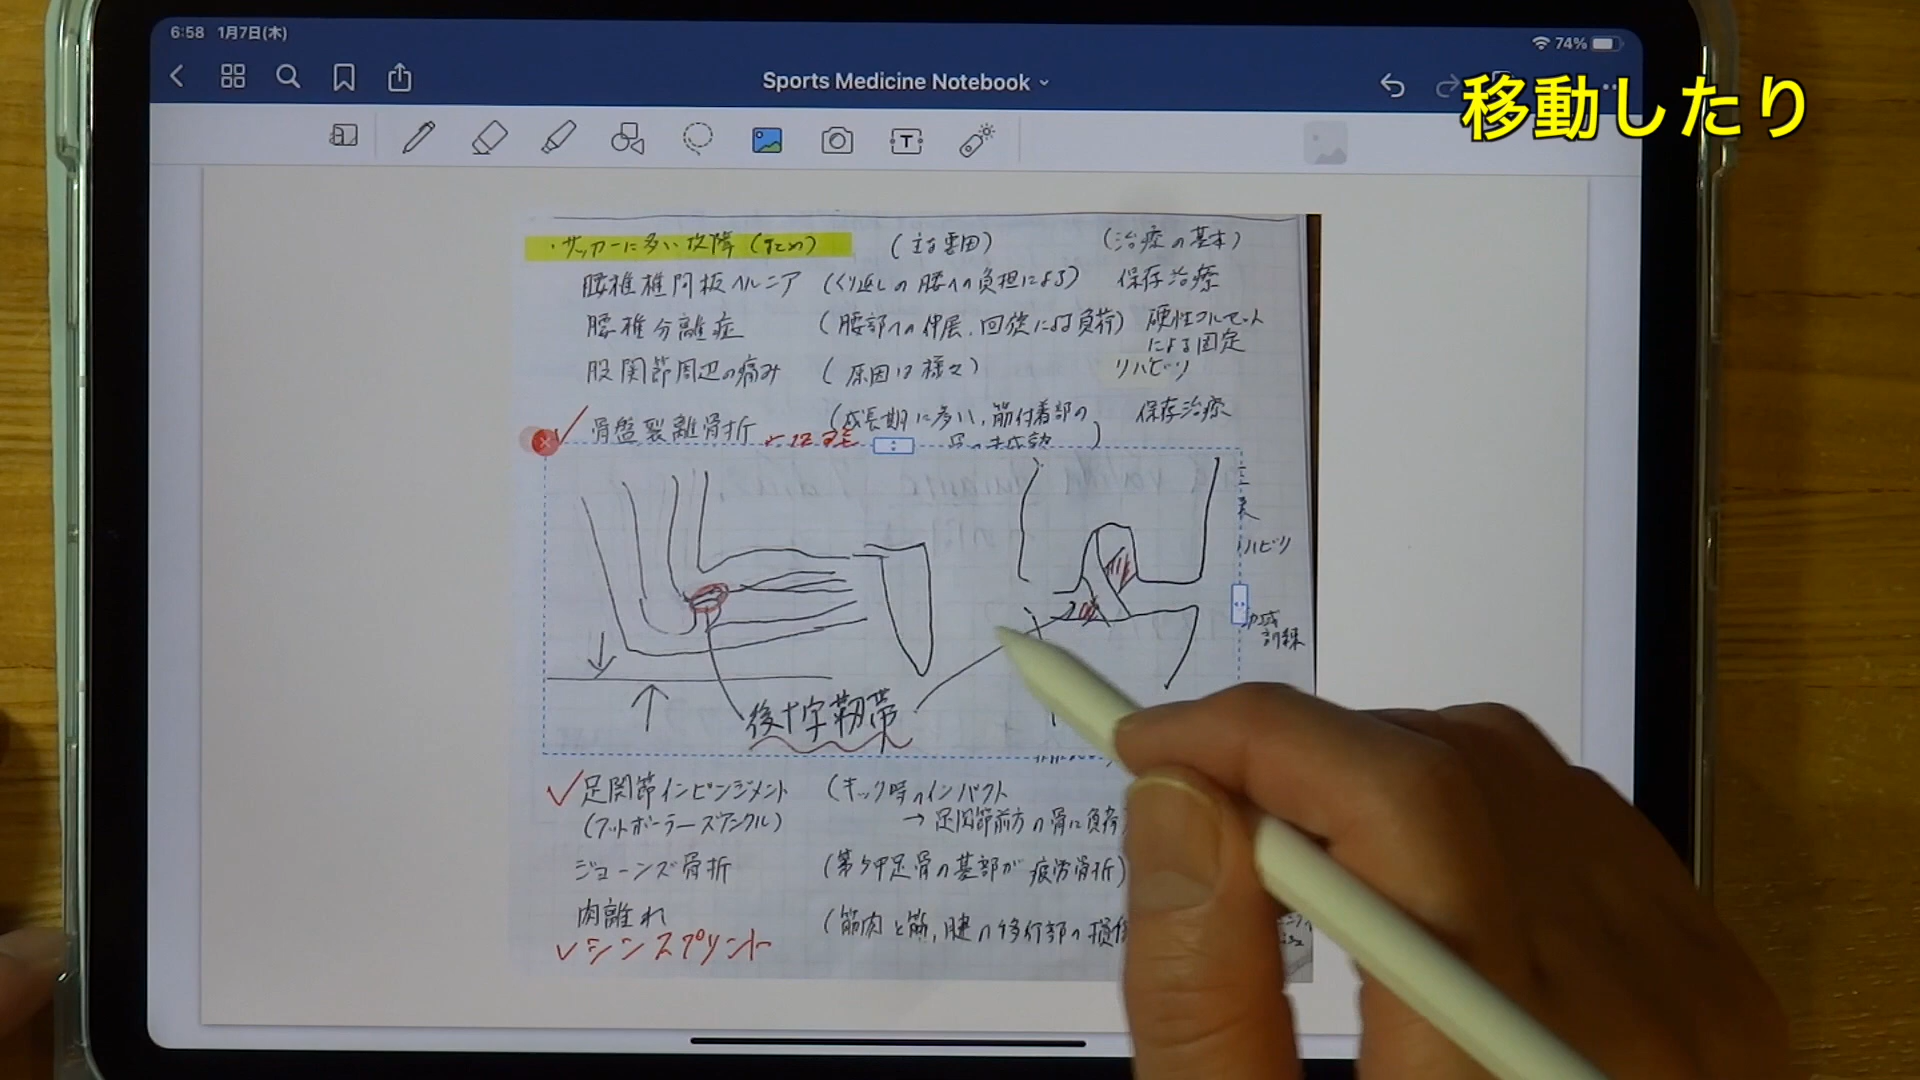 6:58 1月7日(木)
74%
Sports Medicine Notebook
移動したり
・サッカーに多い故障(まとめ) (主な要因) (治療の基本)
腰椎椎間板ヘルニア (くり返しの腰への負担による) 保存治療
腰椎分離症 (腰部への伸展、回旋による負荷) 硬性コルセット
による固定
股関節周辺の痛み (原因は様々) リハビリ
骨盤裂離骨折 (成長期に多い、筋付着部の 保存治療
ハビリ
訓練
後十字靭帯
足関節インピンジメント (キック時のインパクト
(フットボーラーズアンクル) → 足関節前方の骨に負荷
ジョーンズ骨折 (第5中足骨の基部が疲労骨折)
肉離れ (筋肉と筋、腱の移行部の損傷
シンスプリント